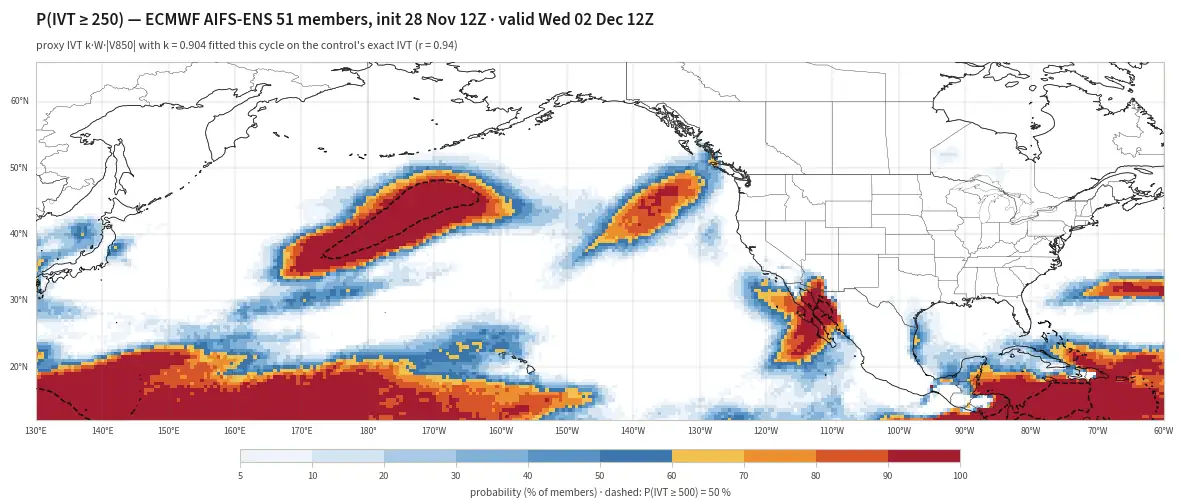 P(IVT ≥ 250) — ECMWF AIFS-ENS 51 members, init 28 Nov 12Z · valid Wed 02 Dec 12Z
proxy IVT k·W·|V850| with k = 0.904 fitted this cycle on the control's exact IVT (r = 0.94)
60°N
50°N
40°N
30°N
20°N
130°E 140°E 150°E 160°E 170°E 180° 170°W 160°W 150°W 140°W 130°W 120°W 110°W 100°W 90°W 80°W 70°W 60°W
5 10 20 30 40 50 60 70 80 90 100
probability (% of members) · dashed: P(IVT ≥ 500) = 50 %